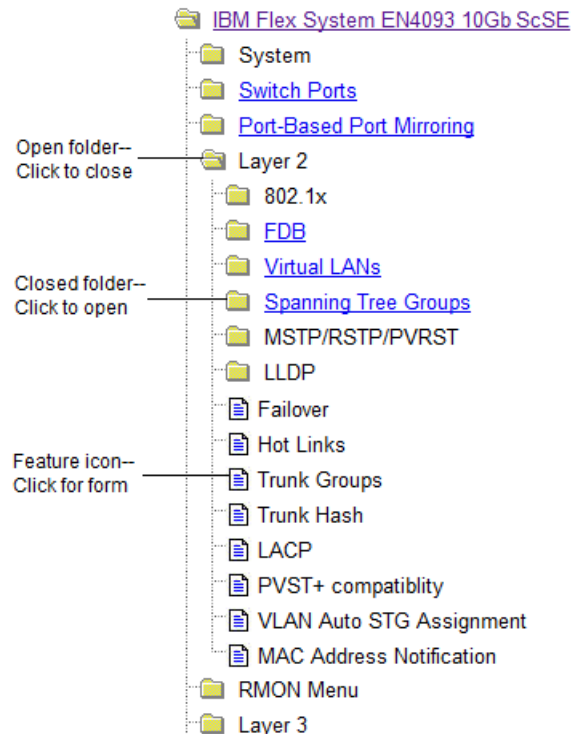 IBM Flex System EN4093 10Gb ScSE
System
Switch Ports
Port-Based Port Mirroring
Open folder--
Click to close
Layer 2
802.1x
FDB
Virtual LANs
Closed folder--
Click to open
Spanning Tree Groups
MSTP/RSTP/PVRST
LLDP
Failover
Hot Links
Feature icon--
Click for form
Trunk Groups
Trunk Hash
LACP
PVST+ compatiblity
VLAN Auto STG Assignment
MAC Address Notification
RMON Menu
Layer 3